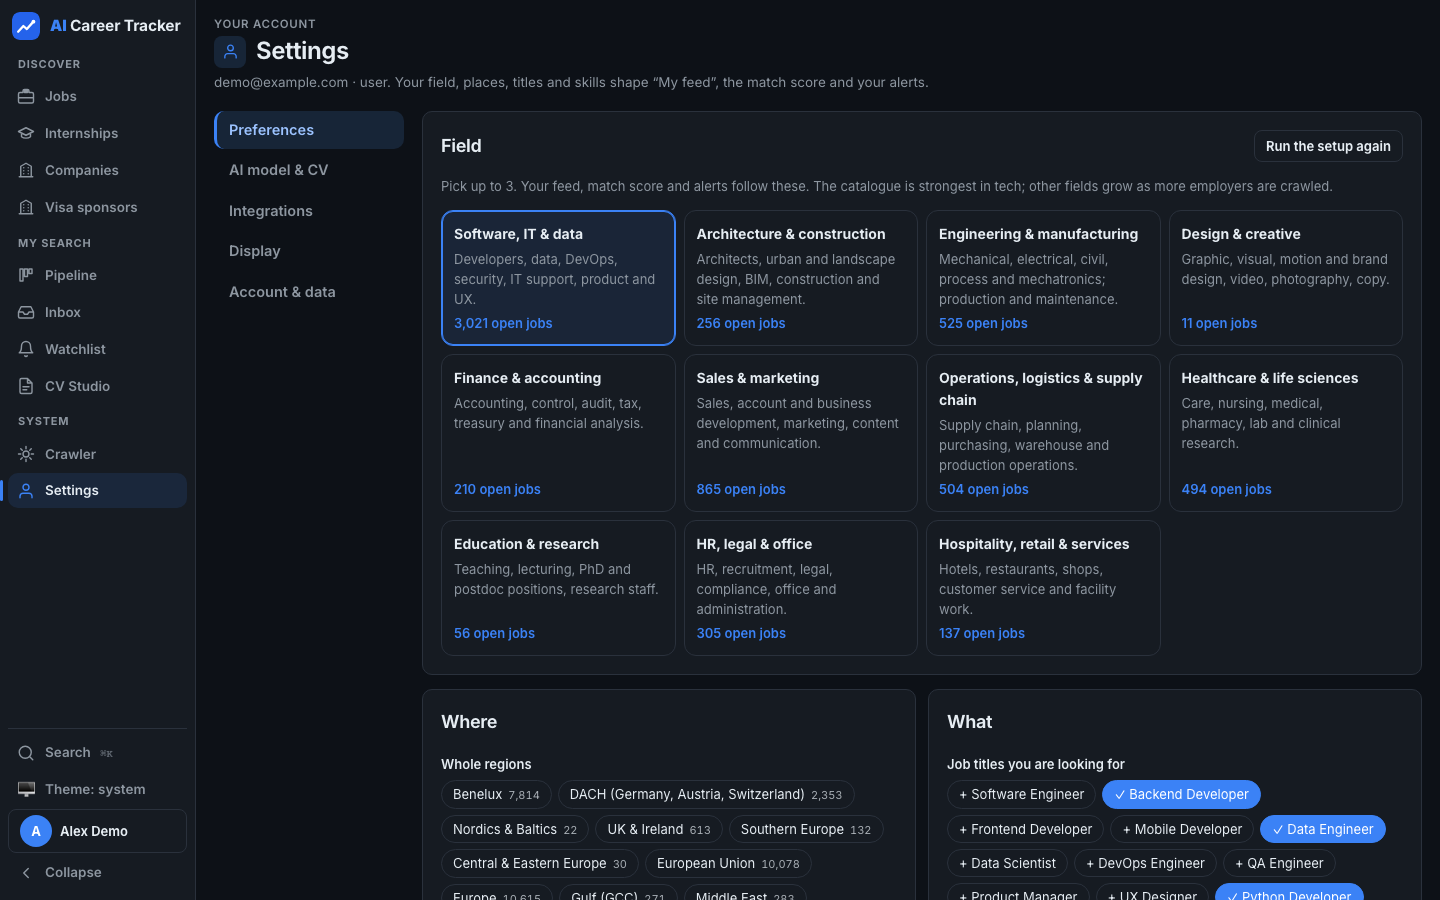 AI Career Tracker
DISCOVER
Jobs
Internships
Companies
Visa sponsors
MY SEARCH
Pipeline
Inbox
Watchlist
CV Studio
SYSTEM
Crawler
Settings
Search ⌘K
Theme: system
A Alex Demo
Collapse
YOUR ACCOUNT
Settings
demo@example.com · user. Your field, places, titles and skills shape “My feed”, the match score and your alerts.
Preferences
AI model & CV
Integrations
Display
Account & data
Field
Run the setup again
Pick up to 3. Your feed, match score and alerts follow these. The catalogue is strongest in tech; other fields grow as more employers are crawled.
Software, IT & data
Developers, data, DevOps,
security, IT support, product and
UX.
3,021 open jobs
Architecture & construction
Architects, urban and landscape
design, BIM, construction and
site management.
256 open jobs
Engineering & manufacturing
Mechanical, electrical, civil,
process and mechatronics;
production and maintenance.
525 open jobs
Design & creative
Graphic, visual, motion and brand
design, video, photography, copy.
11 open jobs
Finance & accounting
Accounting, control, audit, tax,
treasury and financial analysis.
210 open jobs
Sales & marketing
Sales, account and business
development, marketing, content
and communication.
865 open jobs
Operations, logistics & supply
chain
Supply chain, planning,
purchasing, warehouse and
production operations.
504 open jobs
Healthcare & life sciences
Care, nursing, medical,
pharmacy, lab and clinical
research.
494 open jobs
Education & research
Teaching, lecturing, PhD and
postdoc positions, research staff.
56 open jobs
HR, legal & office
HR, recruitment, legal,
compliance, office and
administration.
305 open jobs
Hospitality, retail & services
Hotels, restaurants, shops,
customer service and facility
work.
137 open jobs
Where
Whole regions
Benelux 7,814 DACH (Germany, Austria, Switzerland) 2,353
Nordics & Baltics 22 UK & Ireland 613 Southern Europe 132
Central & Eastern Europe 30 European Union 10,078
Europe 10,615 Gulf (GCC) 271 Middle East 283
What
Job titles you are looking for
+ Software Engineer ✓ Backend Developer
+ Frontend Developer + Mobile Developer ✓ Data Engineer
+ Data Scientist + DevOps Engineer + QA Engineer
+ Product Manager + UX Designer ✓ Python Developer